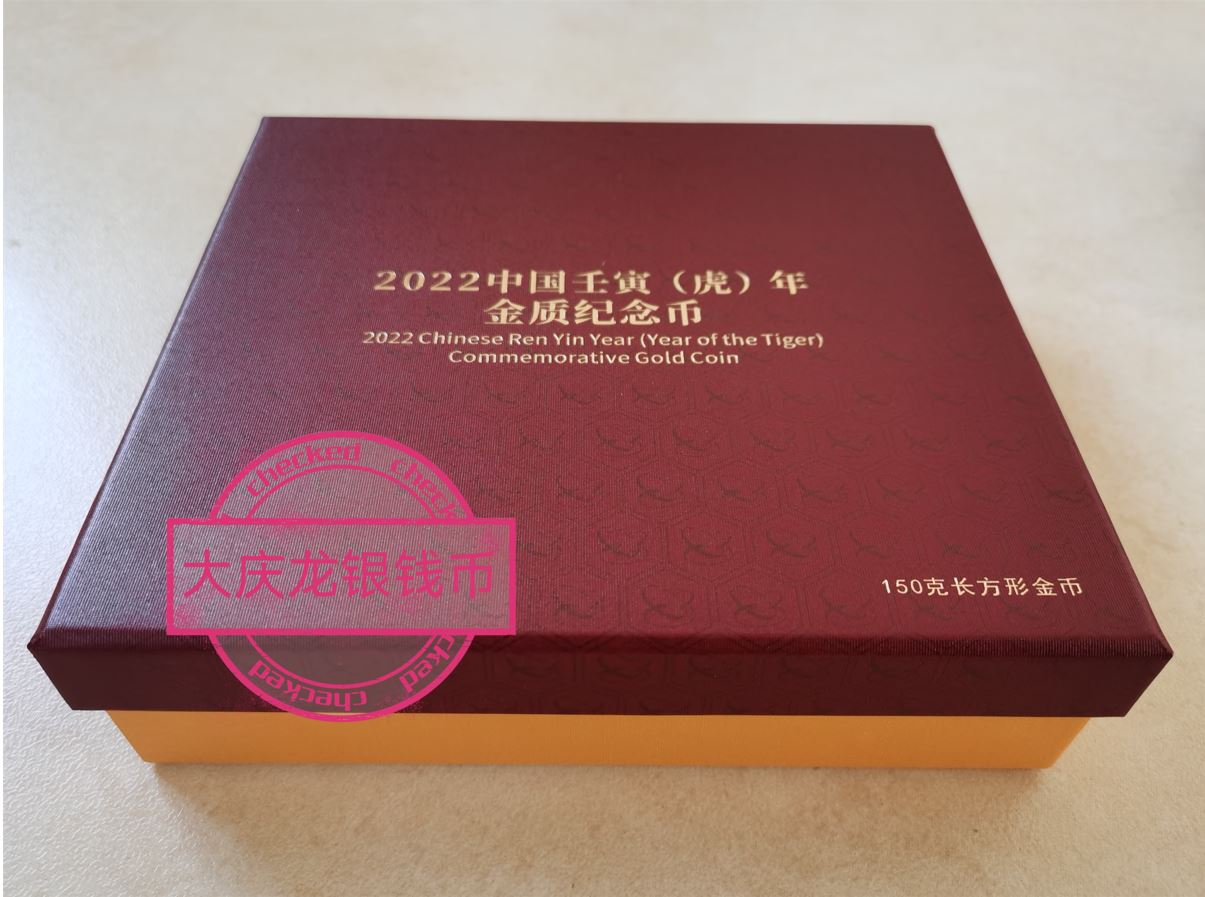 2022中国壬寅（虎）年
金质纪念币
2022 Chinese Ren Yin Year (Year of the Tiger)
Commemorative Gold Coin
checked check
大庆龙银钱币
cked checked
150克长方形金币